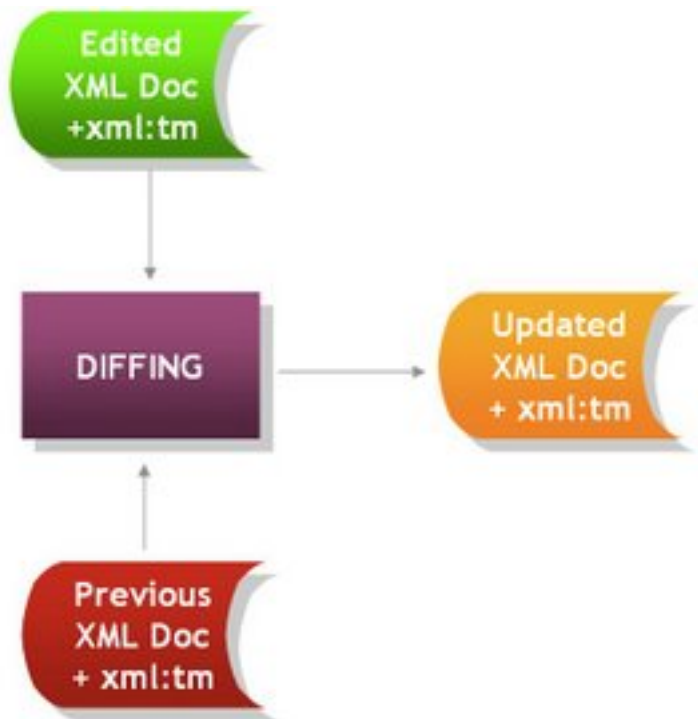 Edited
XML Doc
+xml:tm
DIFFING
Updated
XML Doc
+ xml:tm
Previous
XML Doc
+ xml:tm